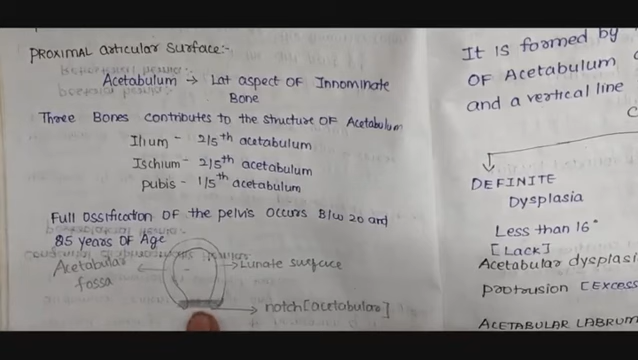 PROXIMAL articular surface:-
Acetabulum → Lat aspect OF Innominate
Bone
Three Bones contributes to the structure OF Acetabulum
Ilium - 2/5th acetabulum
Ischium - 2/5th acetabulum
pubis - 1/5th acetabulum
Full Ossification OF the pelvis Occurs B/w 20 and
25 years OF Age
Acetabular
fossa
Lunate surface
notch [acetabular]
It is formed by
OF Acetabulum
and a vertical line
DEFINITE
Dysplasia
Less than 16°
[Lack]
Acetabular dysplasi
protrusion [Excess
ACETABULAR LABRUM